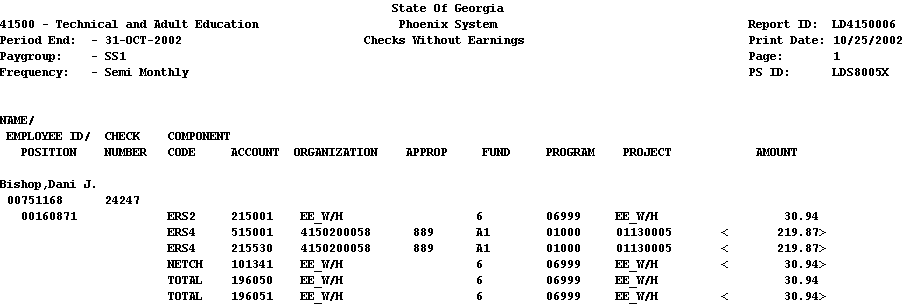 State Of Georgia
41500 - Technical and Adult Education Phoenix System Report ID: LD4150006
Period End: - 31-OCT-2002 Checks Without Earnings Print Date: 10/25/2002
Paygroup: - SS1 Page: 1
Frequency: - Semi Monthly PS ID: LDS8005X
NAME/
EMPLOYEE ID/ CHECK COMPONENT
POSITION NUMBER CODE ACCOUNT ORGANIZATION APPROP FUND PROGRAM PROJECT AMOUNT
Bishop,Dani J.
00751168 24247
00160871 ERS2 215001 EE_W/H 6 06999 EE_W/H 30.94
ERS4 515001 4150200058 889 A1 01000 01130005 < 219.87>
ERS4 215530 4150200058 889 A1 01000 01130005 < 219.87>
NETCH 101341 EE_W/H 6 06999 EE_W/H < 30.94>
TOTAL 196050 EE_W/H 6 06999 EE_W/H 30.94
TOTAL 196051 EE_W/H 6 06999 EE_W/H < 30.94>